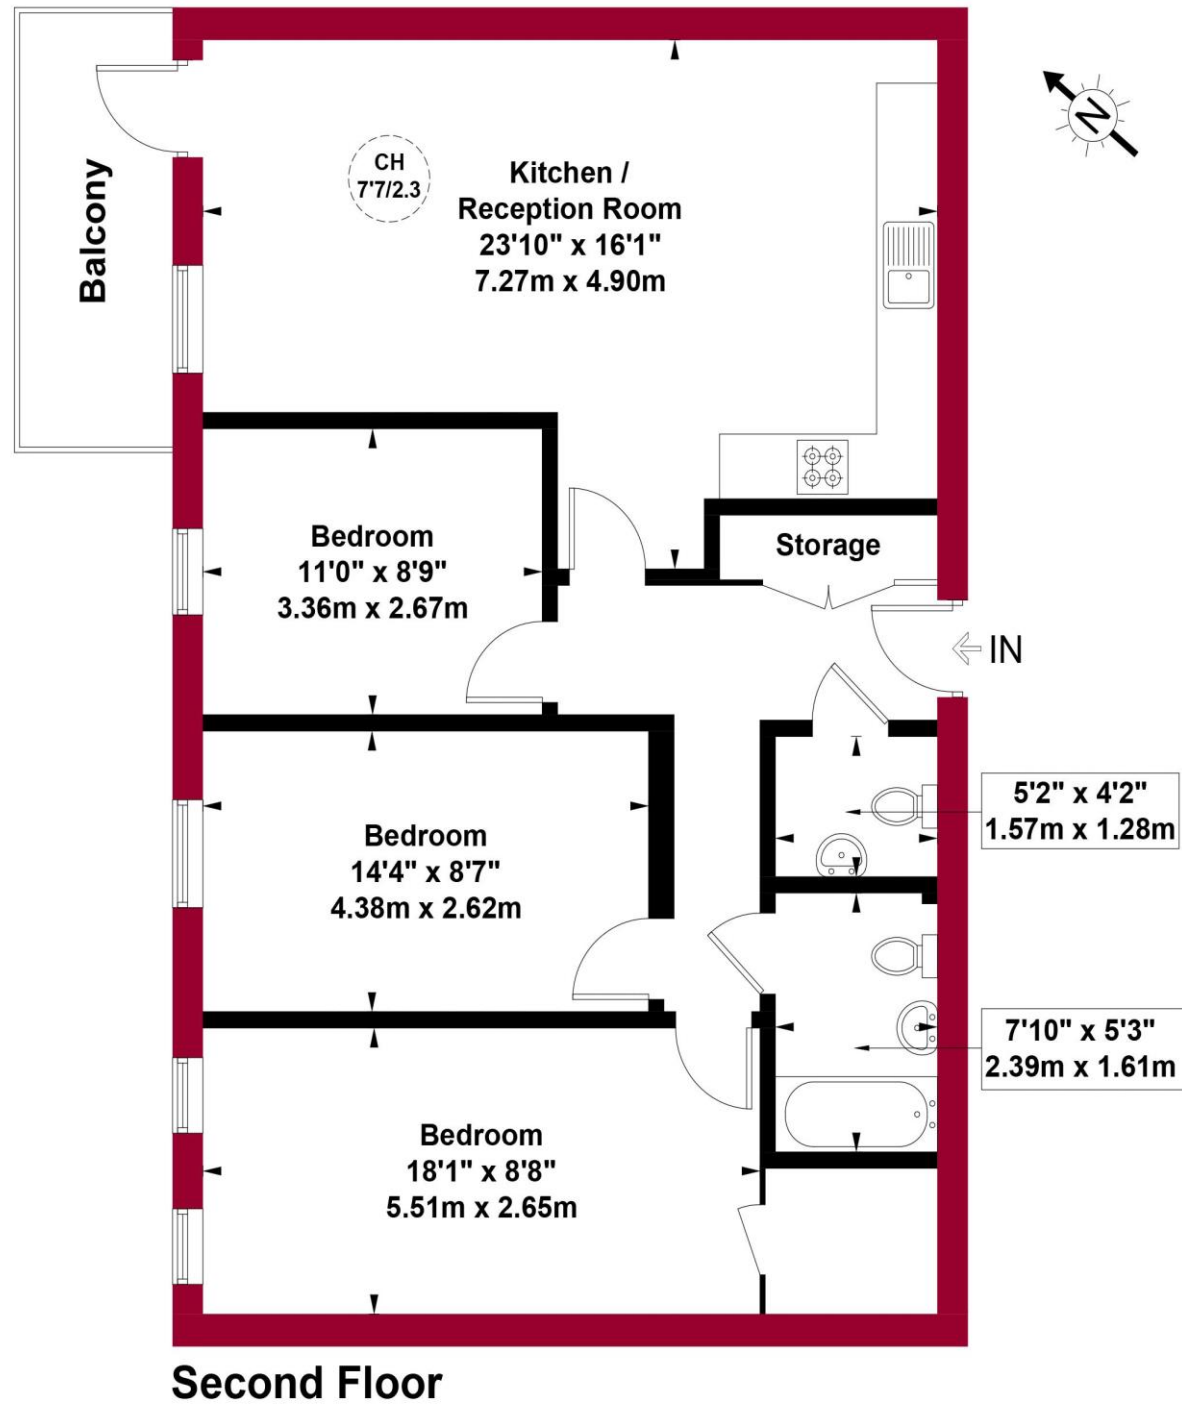 Balcony
CH
7'7/2.3
Kitchen /
Reception Room
23'10" x 16'1"
7.27m x 4.90m
N
Bedroom
11'0" x 8'9"
3.36m x 2.67m
Storage
IN
Bedroom
14'4" x 8'7"
4.38m x 2.62m
5'2" x 4'2"
1.57m x 1.28m
7'10" x 5'3"
2.39m x 1.61m
Bedroom
18'1" x 8'8"
5.51m x 2.65m
Second Floor